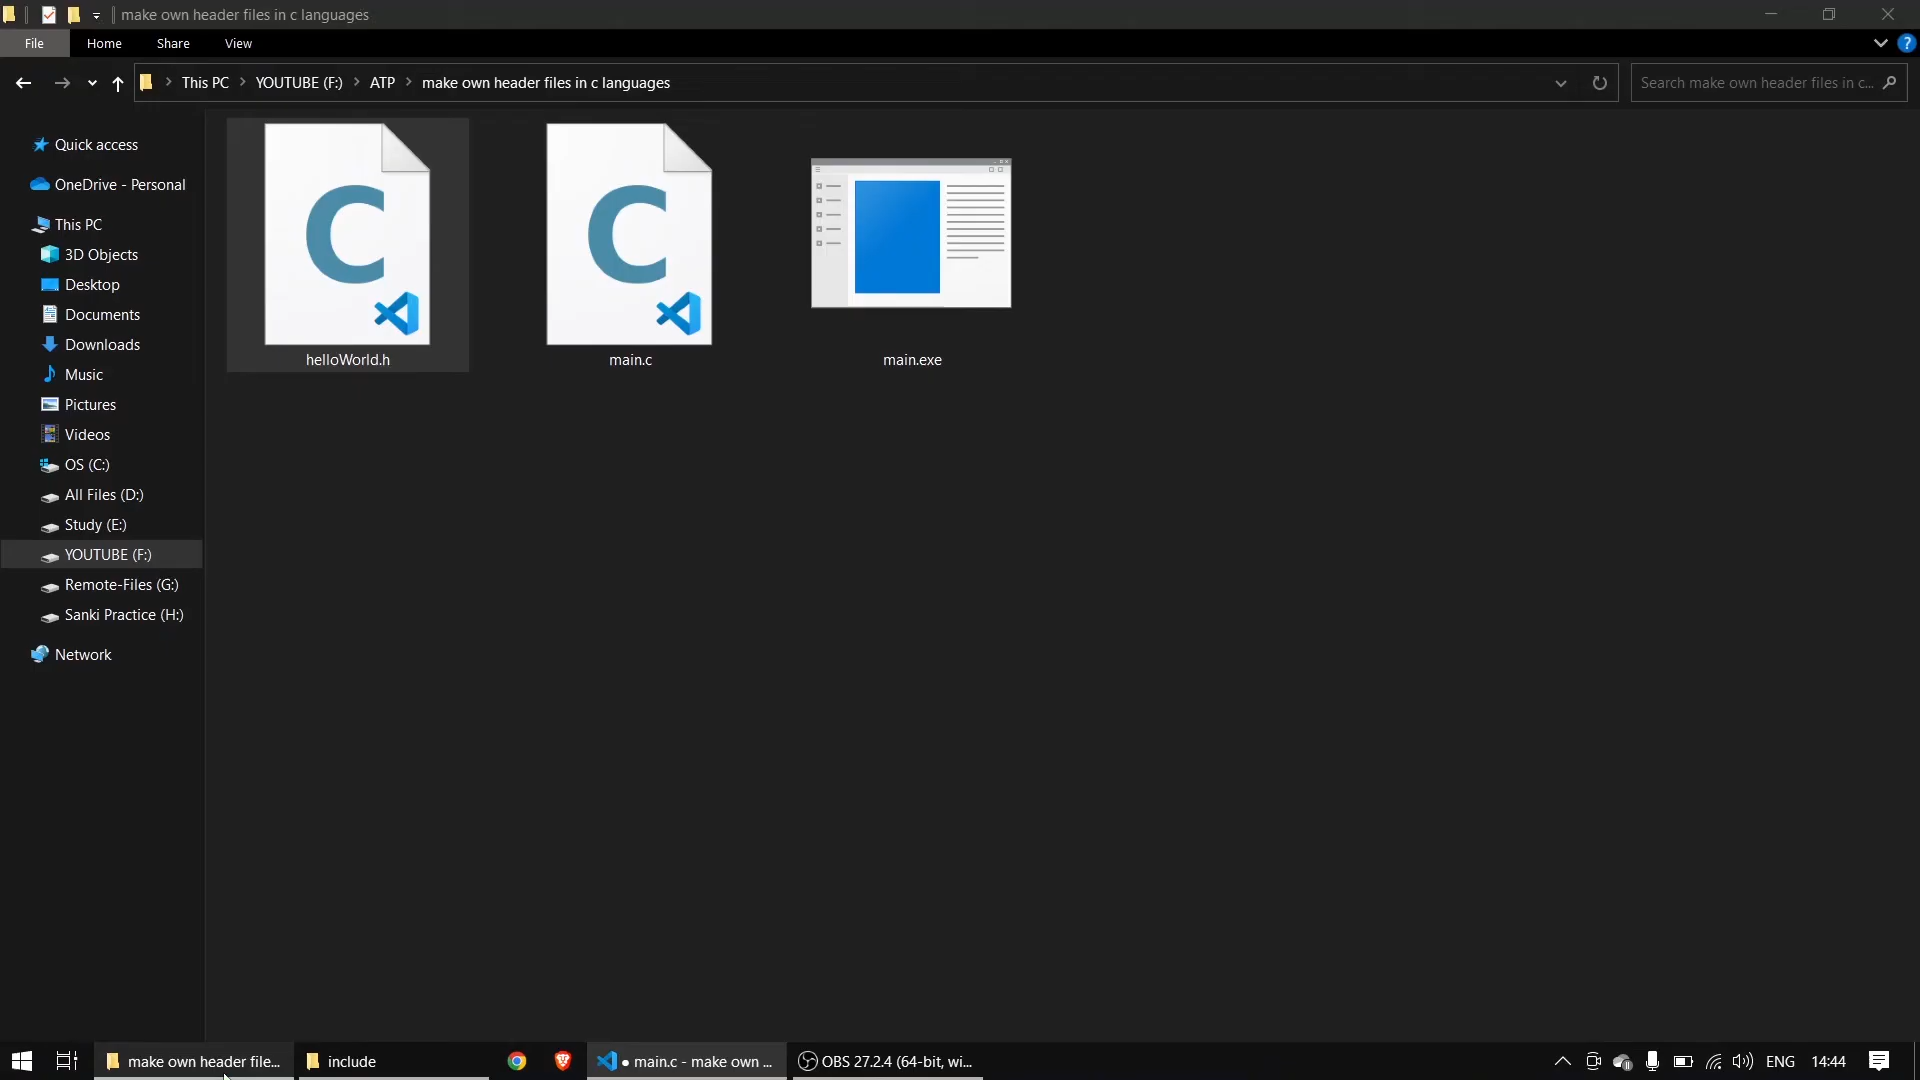 make own header files in c languages
File Home Share View
This PC YOUTUBE (F:) ATP make own header files in c languages
Search make own header files in c...
Quick access
OneDrive - Personal
This PC
3D Objects
Desktop
Documents
Downloads
Music
Pictures
Videos
OS (C:)
All Files (D:)
Study (E:)
YOUTUBE (F:)
Remote-Files (G:)
Sanki Practice (H:)
Network
C C
helloWorld.h main.c main.exe
make own header file... include ● main.c - make own ... OBS 27.2.4 (64-bit, wi... ENG 14:44